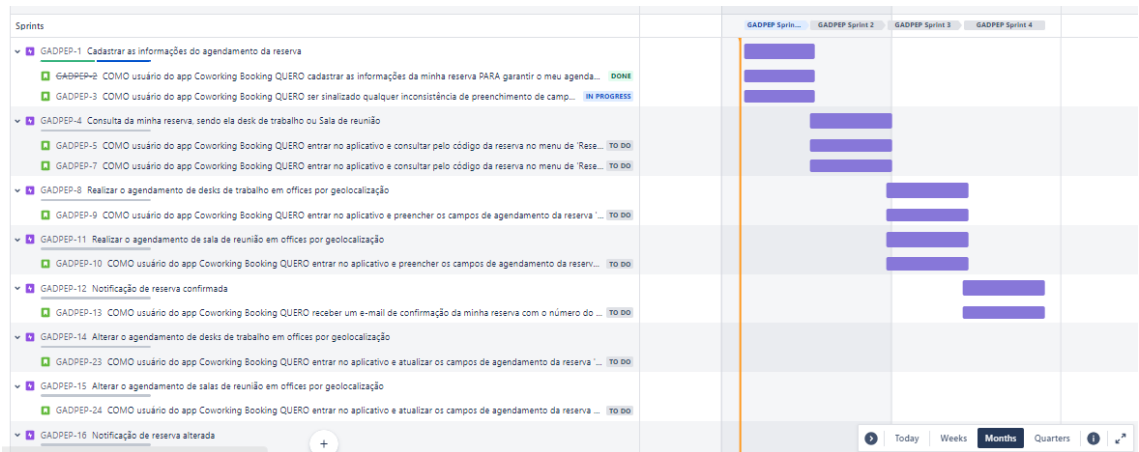 Sprints
GADPEP Sprin... GADPEP Sprint 2 GADPEP Sprint 3 GADPEP Sprint 4
GADPEP-1 Cadastrar as informações do agendamento da reserva
GADPEP-2 COMO usuário do app Coworking Booking QUERO cadastrar as informações da minha reserva PARA garantir o meu agenda... DONE
GADPEP-3 COMO usuário do app Coworking Booking QUERO ser sinalizado qualquer inconsistência de preenchimento de camp... IN PROGRESS
GADPEP-4 Consulta da minha reserva, sendo ela desk de trabalho ou Sala de reunião
GADPEP-5 COMO usuário do app Coworking Booking QUERO entrar no aplicativo e consultar pelo código da reserva no menu de 'Rese... TO DO
GADPEP-7 COMO usuário do app Coworking Booking QUERO entrar no aplicativo e consultar pelo código da reserva no menu de 'Rese... TO DO
GADPEP-8 Realizar o agendamento de desks de trabalho em offices por geolocalização
GADPEP-9 COMO usuário do app Coworking Booking QUERO entrar no aplicativo e preencher os campos de agendamento da reserva '... TO DO
GADPEP-11 Realizar o agendamento de sala de reunião em offices por geolocalização
GADPEP-10 COMO usuário do app Coworking Booking QUERO entrar no aplicativo e preencher os campos de agendamento da reserv... TO DO
GADPEP-12 Notificação de reserva confirmada
GADPEP-13 COMO usuário do app Coworking Booking QUERO receber um e-mail de confirmação da minha reserva com o número do ... TO DO
GADPEP-14 Alterar o agendamento de desks de trabalho em offices por geolocalização
GADPEP-23 COMO usuário do app Coworking Booking QUERO entrar no aplicativo e atualizar os campos de agendamento da reserva '... TO DO
GADPEP-15 Alterar o agendamento de salas de reunião em offices por geolocalização
GADPEP-24 COMO usuário do app Coworking Booking QUERO entrar no aplicativo e atualizar os campos de agendamento da reserva ... TO DO
GADPEP-16 Notificação de reserva alterada
Today Weeks Months Quarters